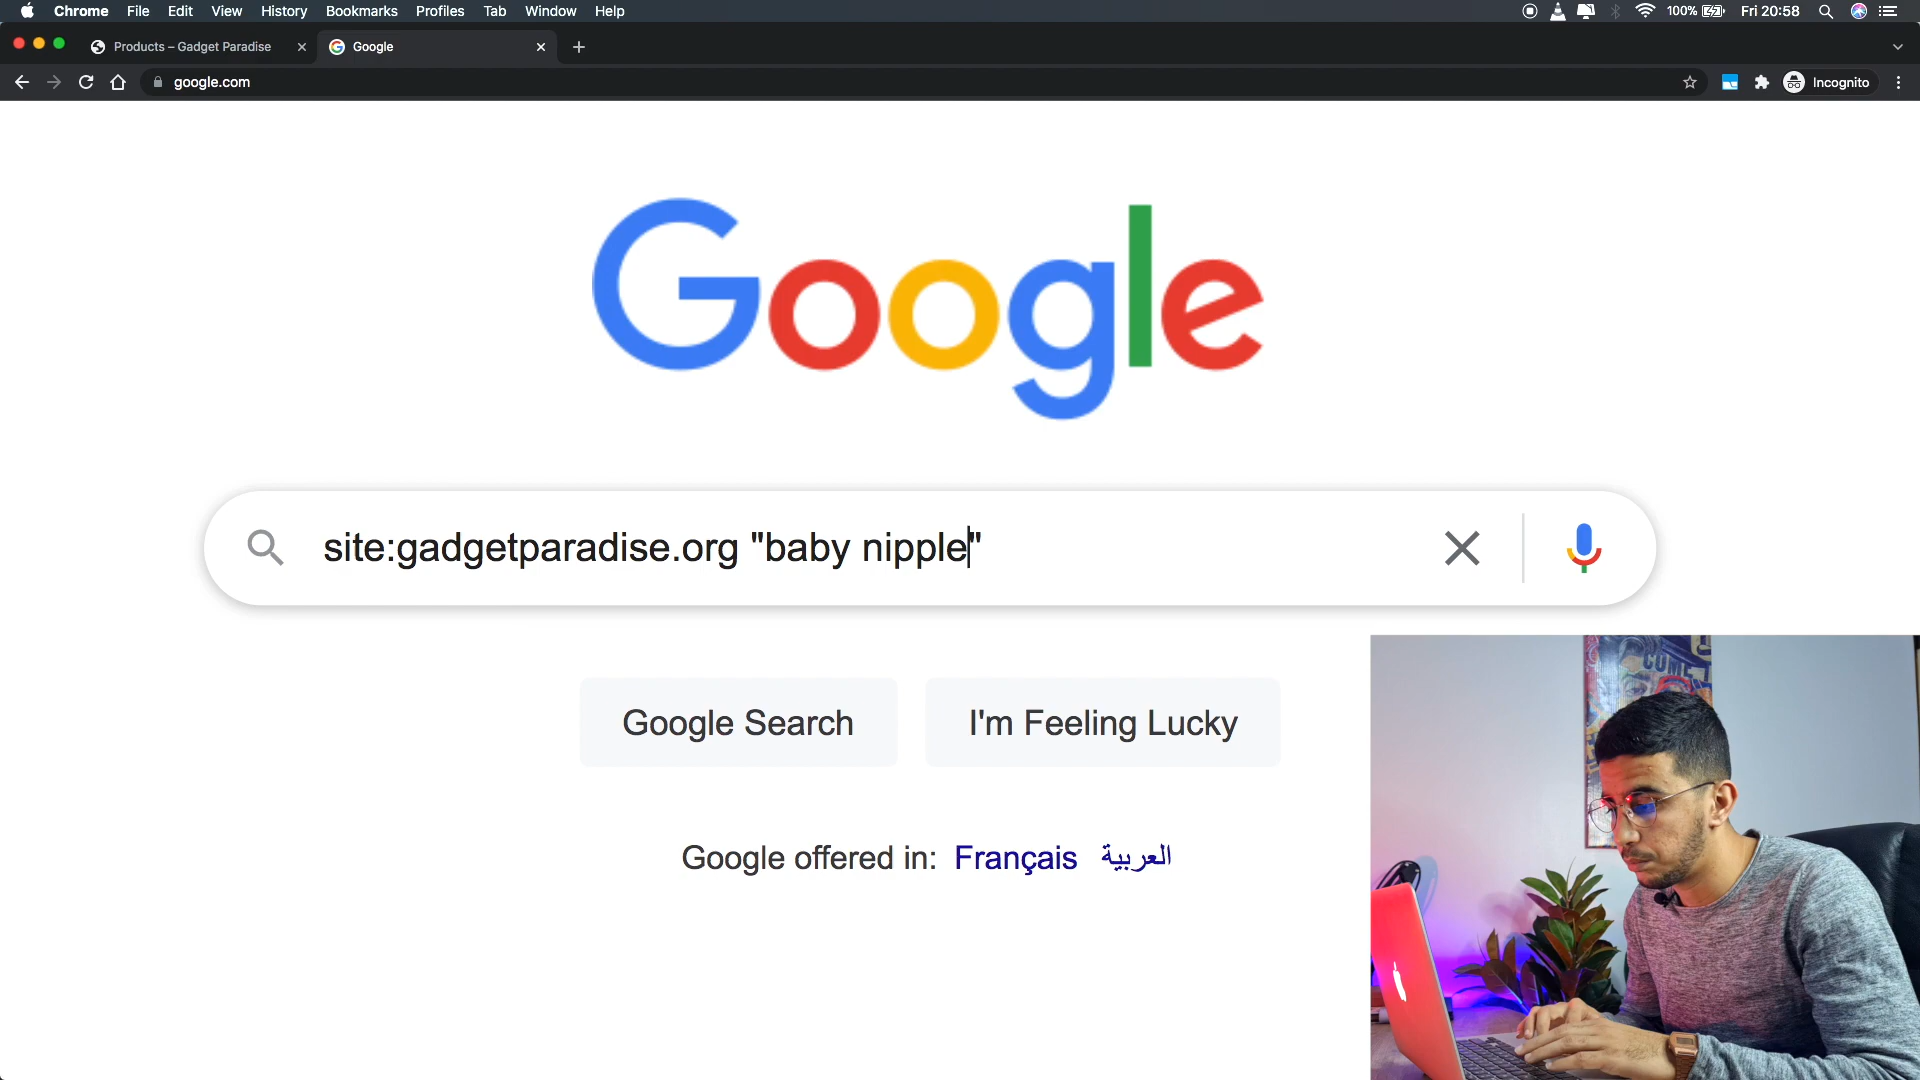 Chrome File Edit View History Bookmarks Profiles Tab Window Help 100% Fri 20:58
Products – Gadget Paradise Google
google.com Incognito
Google
site:gadgetparadise.org "baby nipple"
Google Search I'm Feeling Lucky
Google offered in: Français العربية
COME